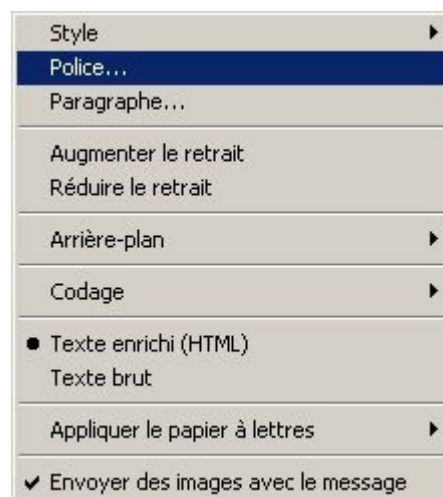 Style
Police...
Paragraphe...
Augmenter le retrait
Réduire le retrait
Arrière-plan
Codage
Texte enrichi (HTML)
Texte brut
Appliquer le papier à lettres
Envoyer des images avec le message